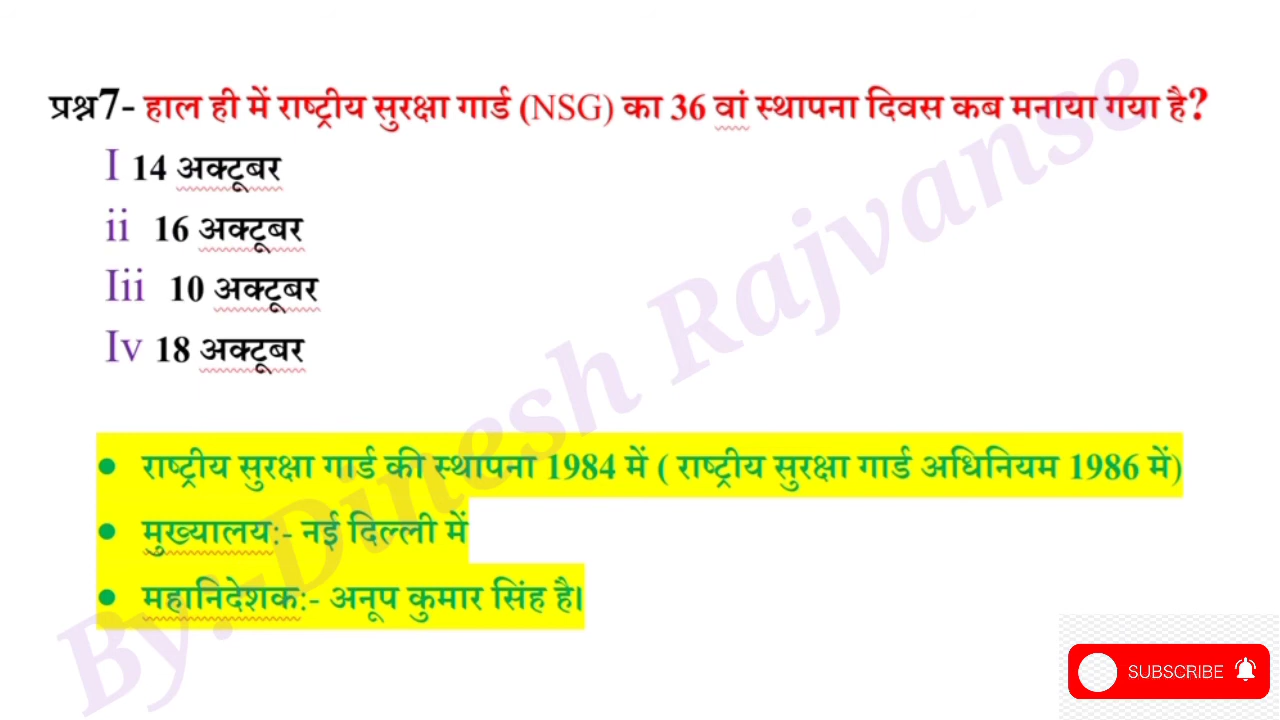 प्रश्न7- हाल ही में राष्ट्रीय सुरक्षा गार्ड (NSG) का 36 वां स्थापना दिवस कब मनाया गया है?
I 14 अक्टूबर
ii 16 अक्टूबर
Iii 10 अक्टूबर
Iv 18 अक्टूबर
• राष्ट्रीय सुरक्षा गार्ड की स्थापना 1984 में ( राष्ट्रीय सुरक्षा गार्ड अधिनियम 1986 में)
• मुख्यालय:- नई दिल्ली में
• महानिदेशक:- अनूप कुमार सिंह है।
By:-Dinesh Rajvanse
SUBSCRIBE